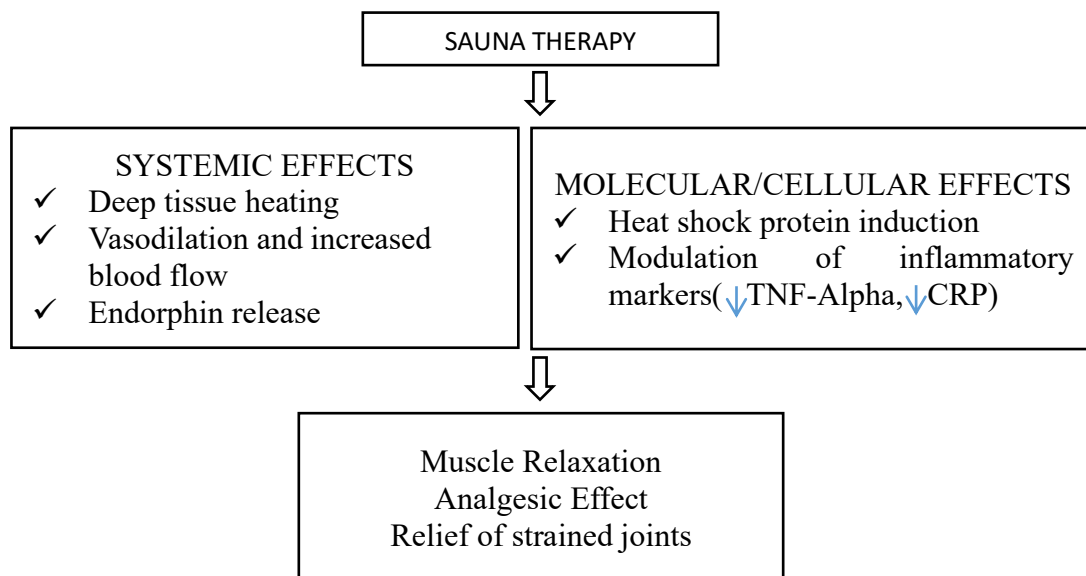 SAUNA THERAPY
SYSTEMIC EFFECTS
✓ Deep tissue heating
✓ Vasodilation and increased
blood flow
✓ Endorphin release
MOLECULAR/CELLULAR EFFECTS
✓ Heat shock protein induction
✓ Modulation of inflammatory
markers(↓TNF-Alpha,↓CRP)
Muscle Relaxation
Analgesic Effect
Relief of strained joints